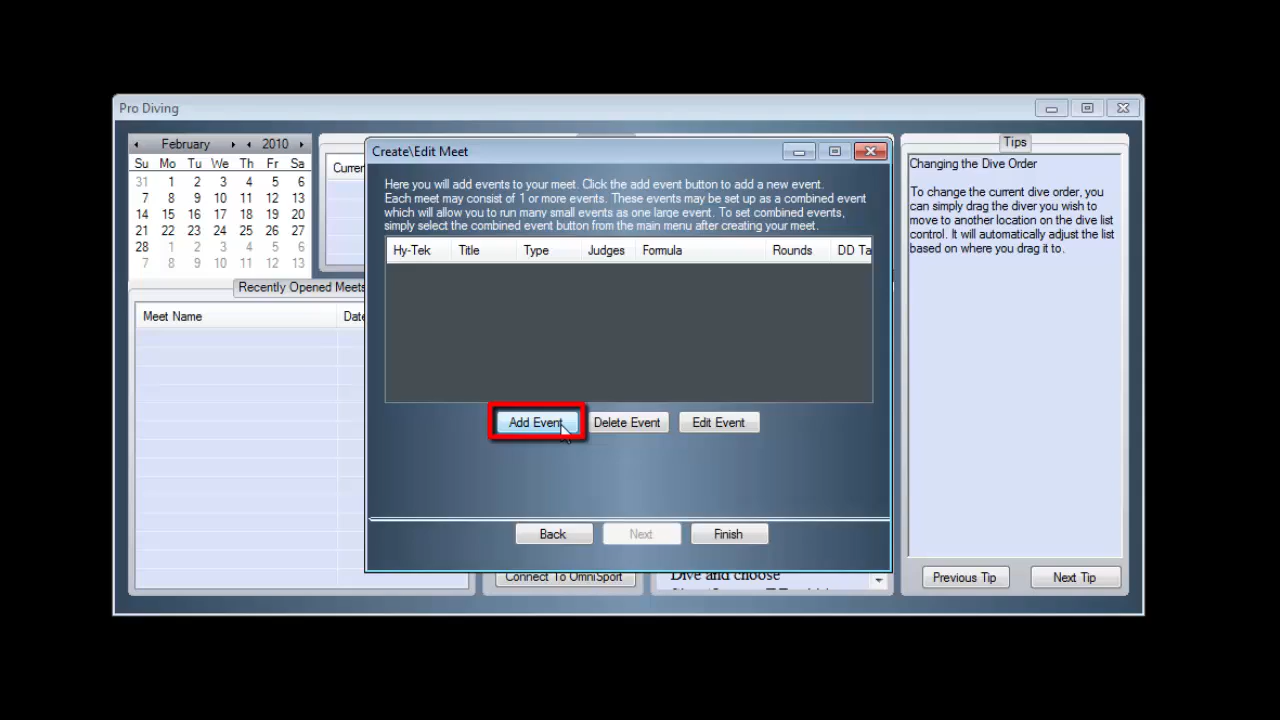 Pro Diving
February 2010
Su Mo Tu We Th Fr Sa
31 1 2 3 4 5 6
7 8 9 10 11 12 13
14 15 16 17 18 19 20
21 22 23 24 25 26 27
28 1 2 3 4 5 6
7 8 9 10 11 12 13
Curren
Recently Opened Meets
Meet Name Date
Create\Edit Meet
Here you will add events to your meet. Click the add event button to add a new event.
Each meet may consist of 1 or more events. These events may be set up as a combined event
which will allow you to run many small events as one large event. To set combined events,
simply select the combined event button from the main menu after creating your meet.
Hy-Tek Title Type Judges Formula Rounds DD Ta
Add Event Delete Event Edit Event
Back Next Finish
Connect To OmniSport
Dive and choose
Tips
Changing the Dive Order
To change the current dive order, you
can simply drag the diver you wish to
move to another location on the dive list
control. It will automatically adjust the list
based on where you drag it to.
Previous Tip Next Tip